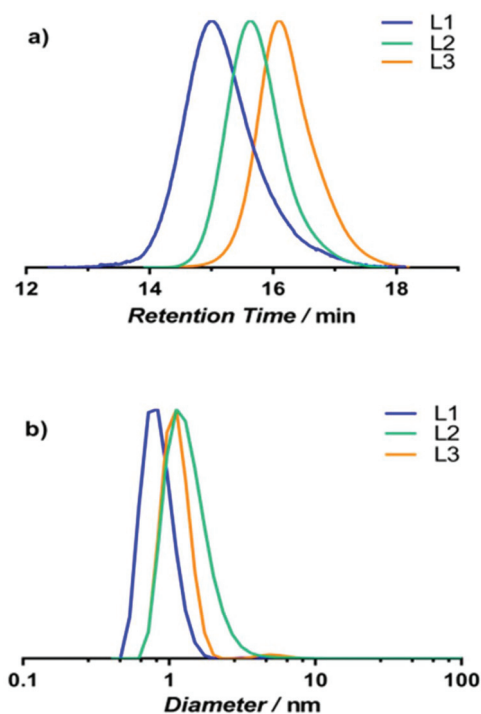 a)
L1
L2
L3
12 14 16 18
Retention Time / min
b)
L1
L2
L3
0.1 1 10 100
Diameter / nm